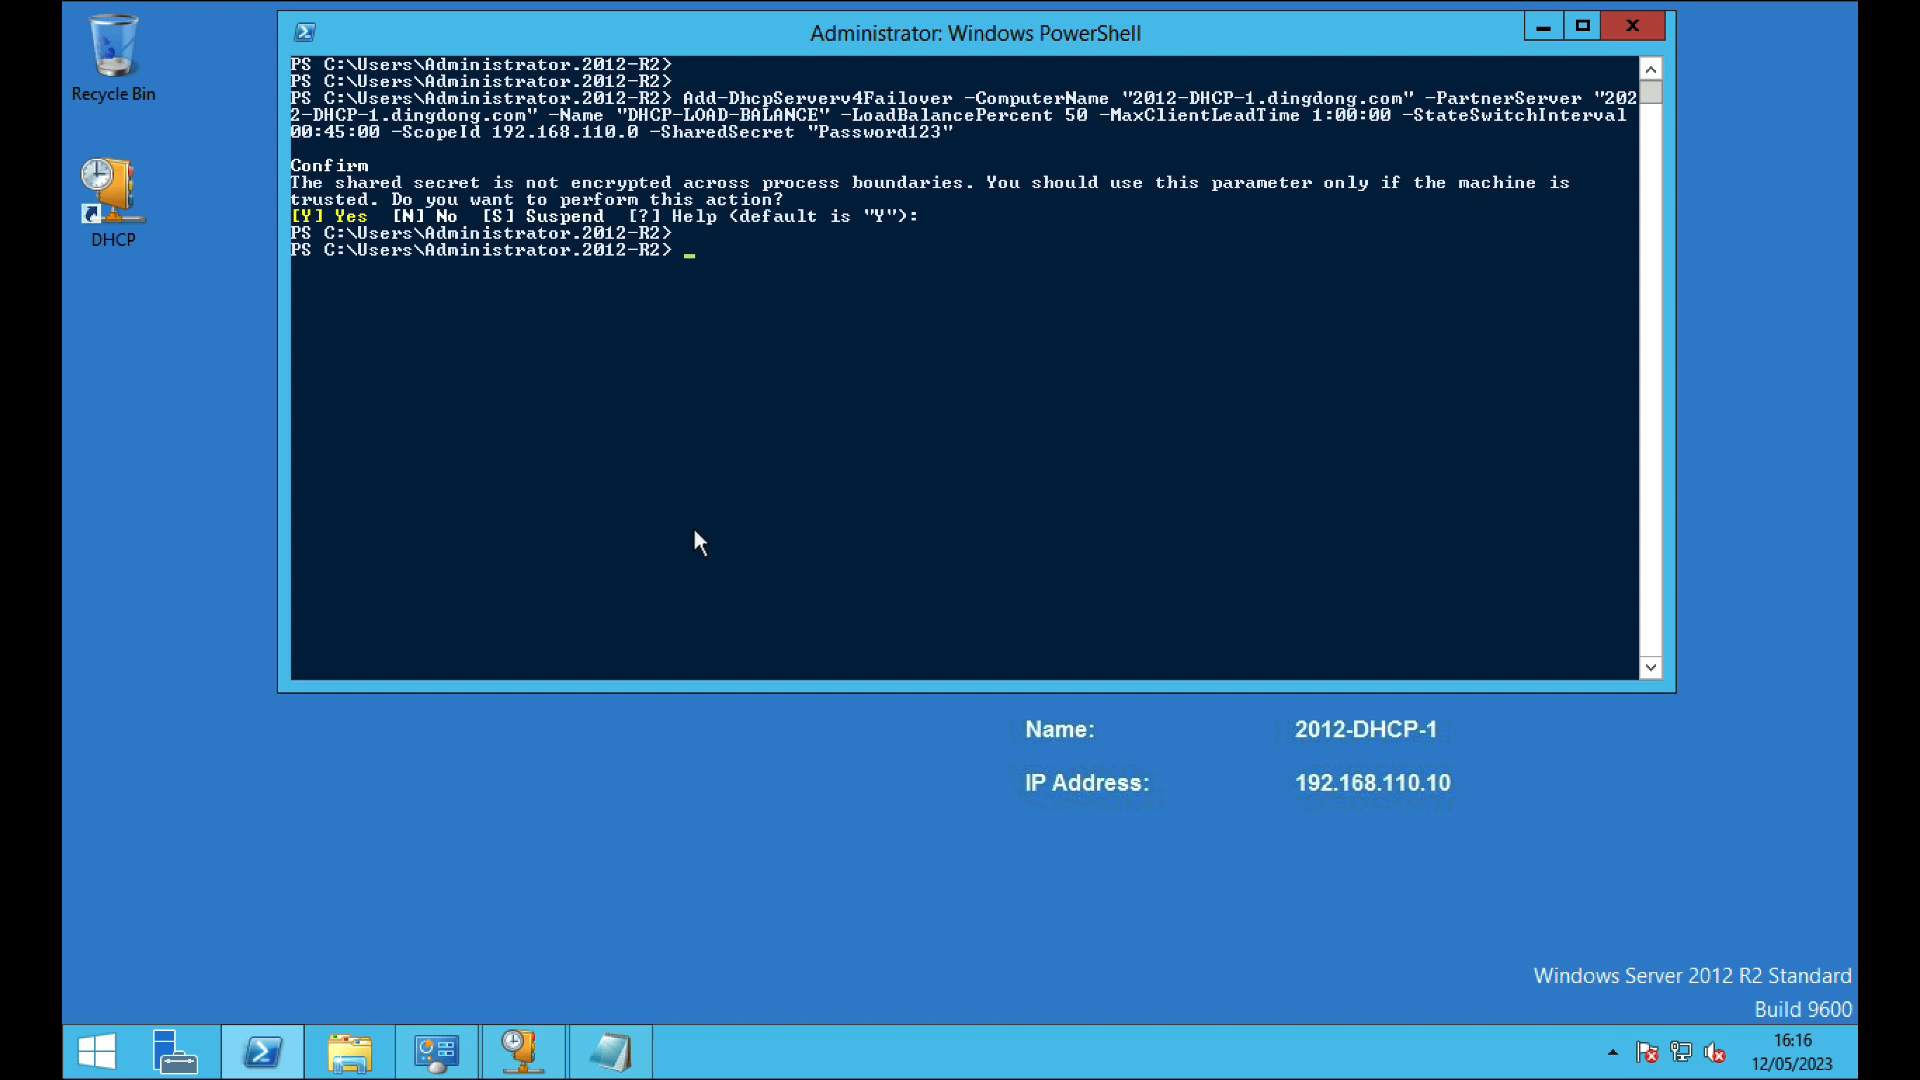 Recycle Bin
DHCP
Administrator: Windows PowerShell
PS C:\Users\Administrator.2012-R2>
PS C:\Users\Administrator.2012-R2>
PS C:\Users\Administrator.2012-R2> Add-DhcpServerv4Failover -ComputerName "2012-DHCP-1.dingdong.com" -PartnerServer "202
2-DHCP-1.dingdong.com" -Name "DHCP-LOAD-BALANCE" -LoadBalancePercent 50 -MaxClientLeadTime 1:00:00 -StateSwitchInterval
00:45:00 -ScopeId 192.168.110.0 -SharedSecret "Password123"
Confirm
The shared secret is not encrypted across process boundaries. You should use this parameter only if the machine is
trusted. Do you want to perform this action?
[Y] Yes  [N] No  [S] Suspend  [?] Help (default is "Y"):
PS C:\Users\Administrator.2012-R2>
PS C:\Users\Administrator.2012-R2> _
Name: 2012-DHCP-1
IP Address: 192.168.110.10
Windows Server 2012 R2 Standard
Build 9600
16:16
12/05/2023